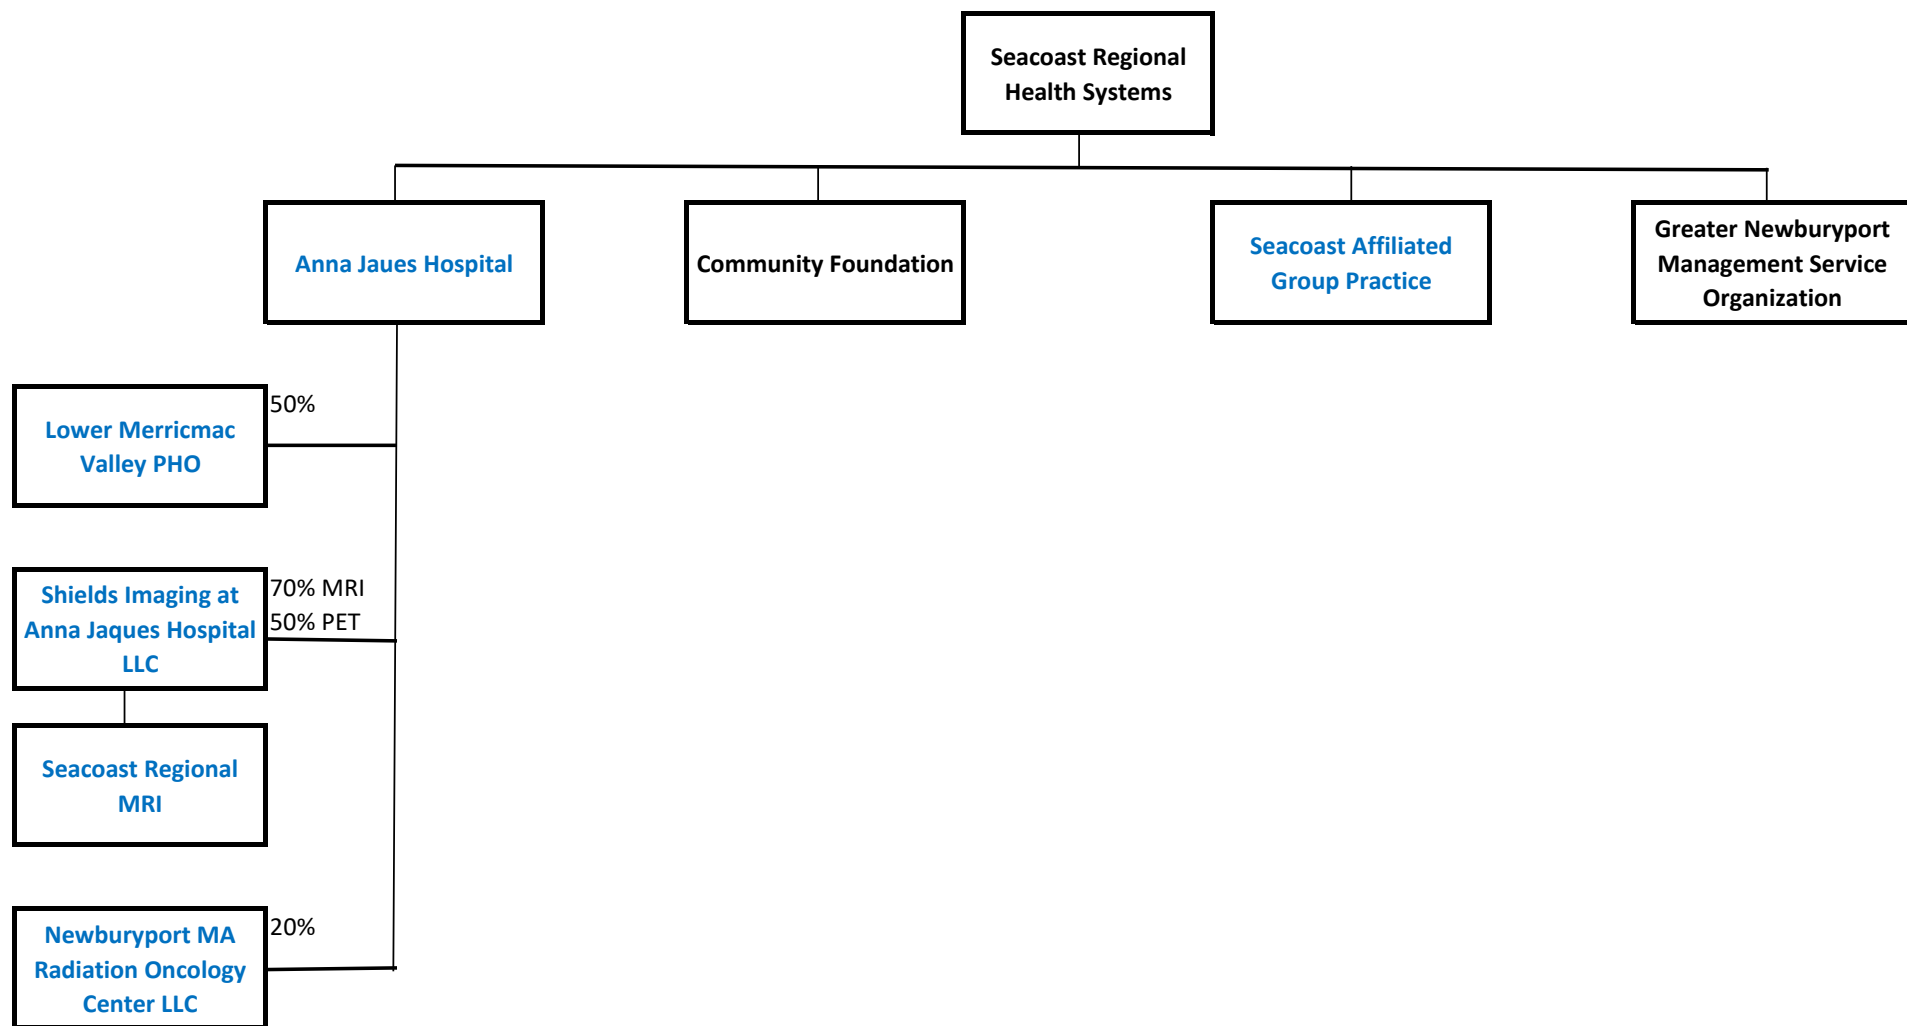 Seacoast Regional
Health Systems
Anna Jaues Hospital
Community Foundation
Seacoast Affiliated
Group Practice
Greater Newburyport
Management Service
Organization
50%
Lower Merricmac
Valley PHO
70% MRI
50% PET
Shields Imaging at
Anna Jaques Hospital
LLC
Seacoast Regional
MRI
20%
Newburyport MA
Radiation Oncology
Center LLC